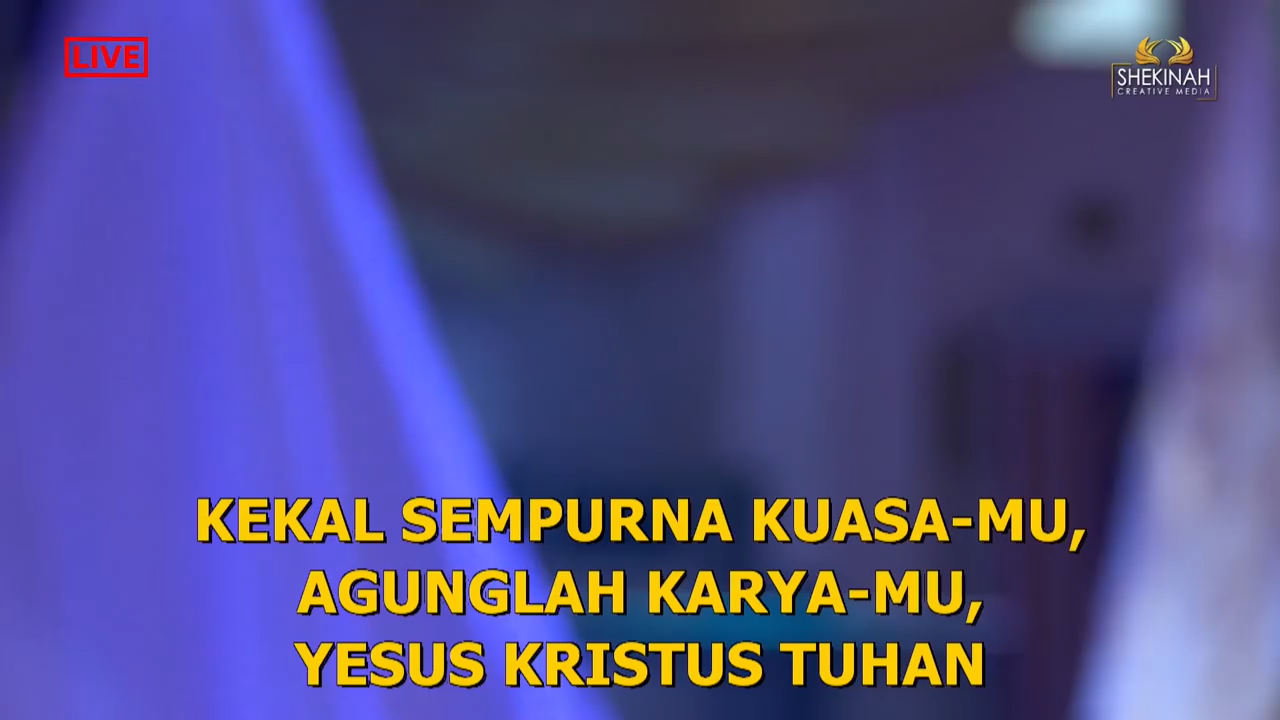 LIVE
SHEKINAH
CREATIVE MEDIA
KEKAL SEMPURNA KUASA-MU,
AGUNGLAH KARYA-MU,
YESUS KRISTUS TUHAN